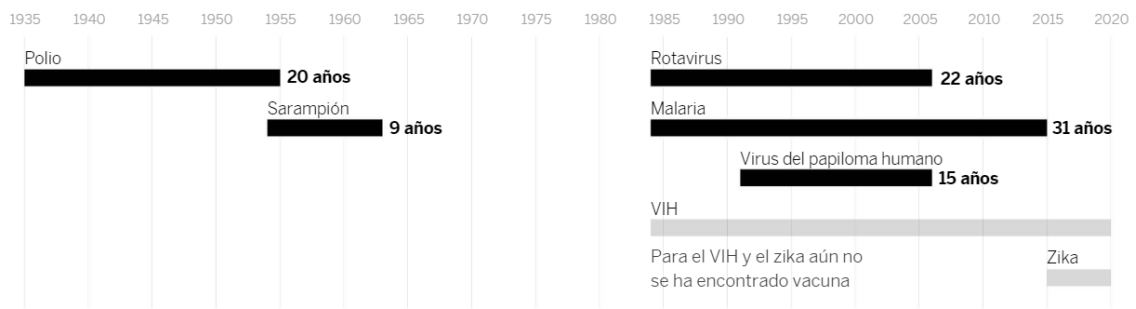 1935 1940 1945 1950 1955 1960 1965 1970 1975 1980 1985 1990 1995 2000 2005 2010 2015 2020
Polio
20 años
Sarampión
9 años
Rotavirus
22 años
Malaria
31 años
Virus del papiloma humano
15 años
VIH
Para el VIH y el zika aún no
se ha encontrado vacuna
Zika